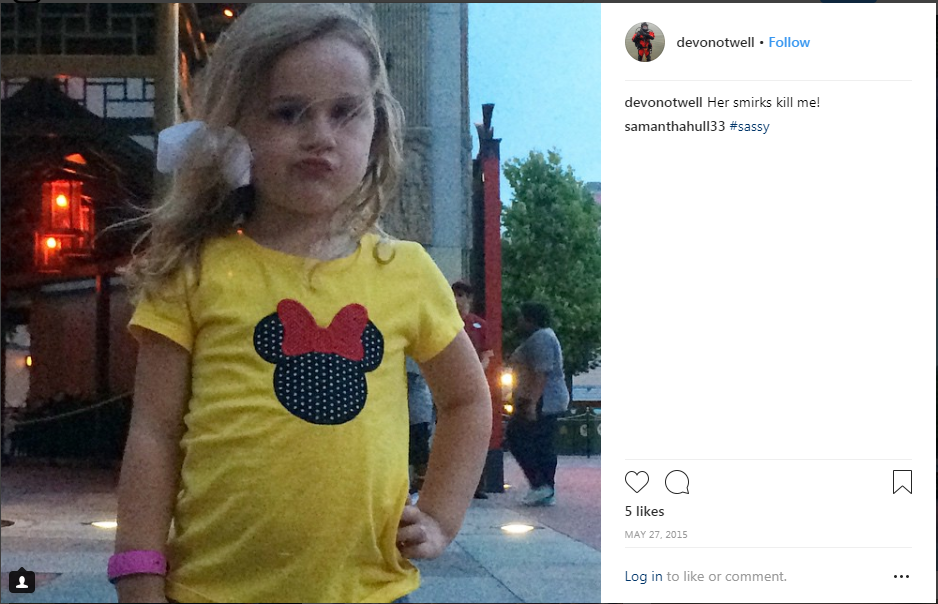 devonotwell • Follow
devonotwell Her smirks kill me!
samanthahull33 #sassy
5 likes
MAY 27, 2015
Log in to like or comment.